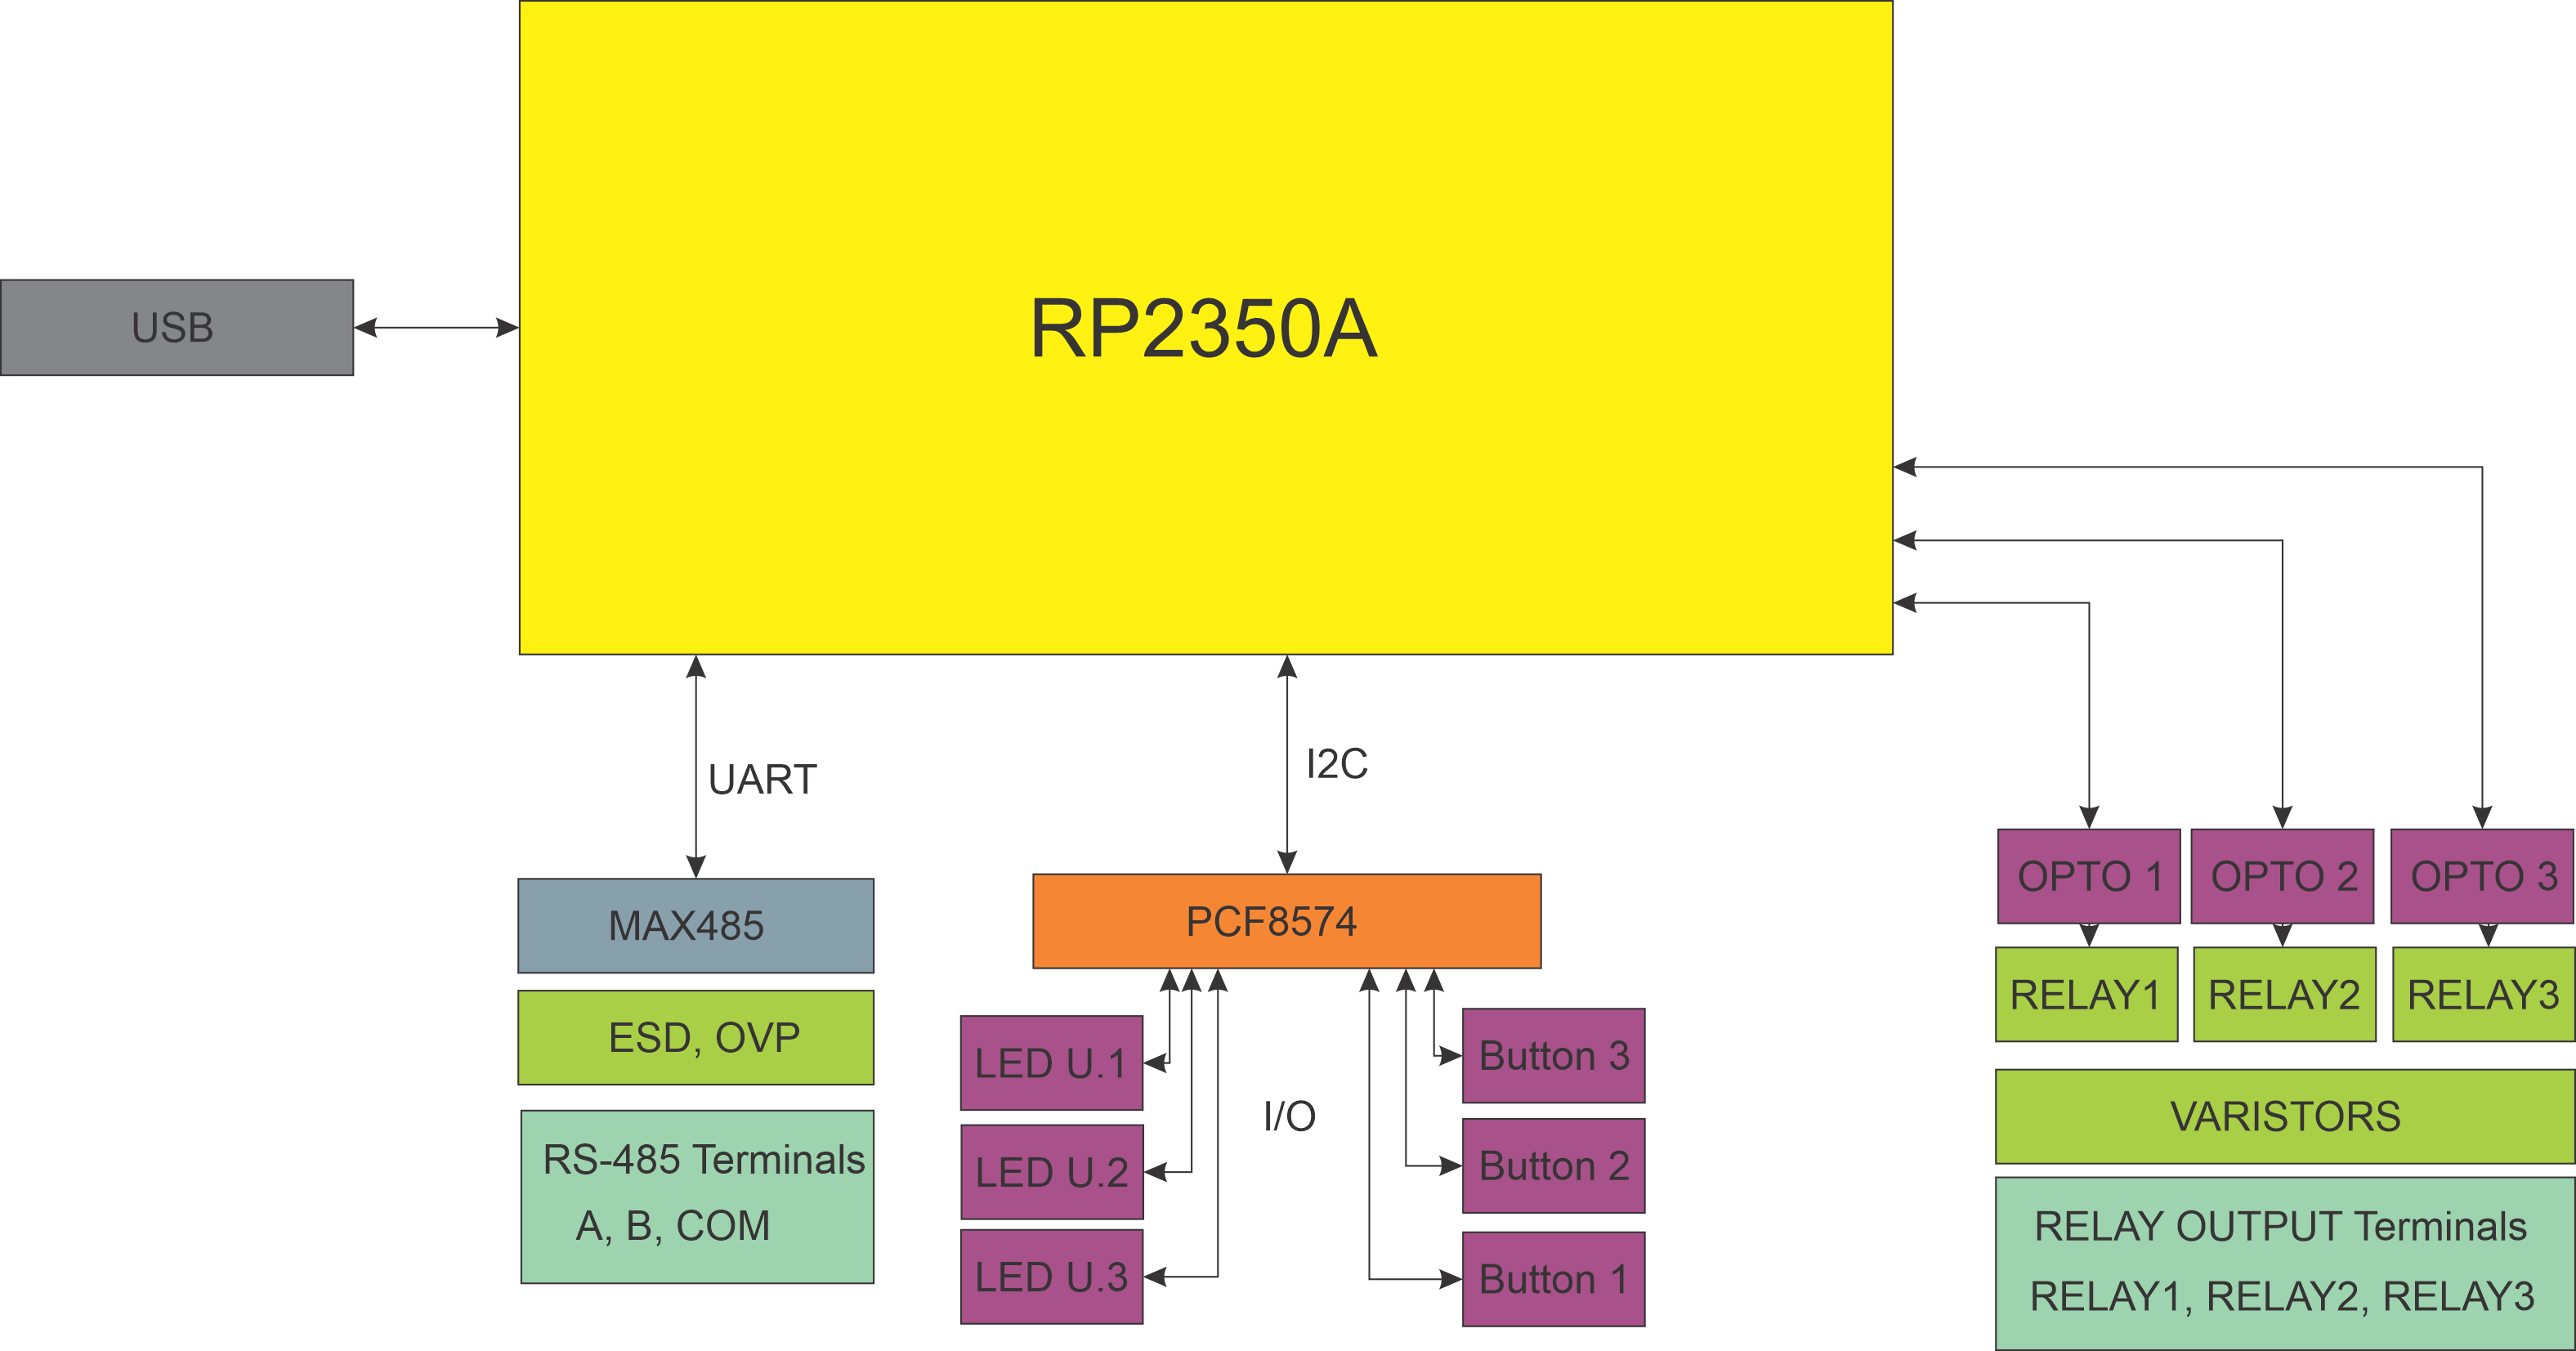 RP2350A
USB
UART
I2C
MAX485
ESD, OVP
RS-485 Terminals
A, B, COM
PCF8574
LED U.1
LED U.2
LED U.3
I/O
Button 3
Button 2
Button 1
OPTO 1
OPTO 2
OPTO 3
RELAY1
RELAY2
RELAY3
VARISTORS
RELAY OUTPUT Terminals
RELAY1, RELAY2, RELAY3